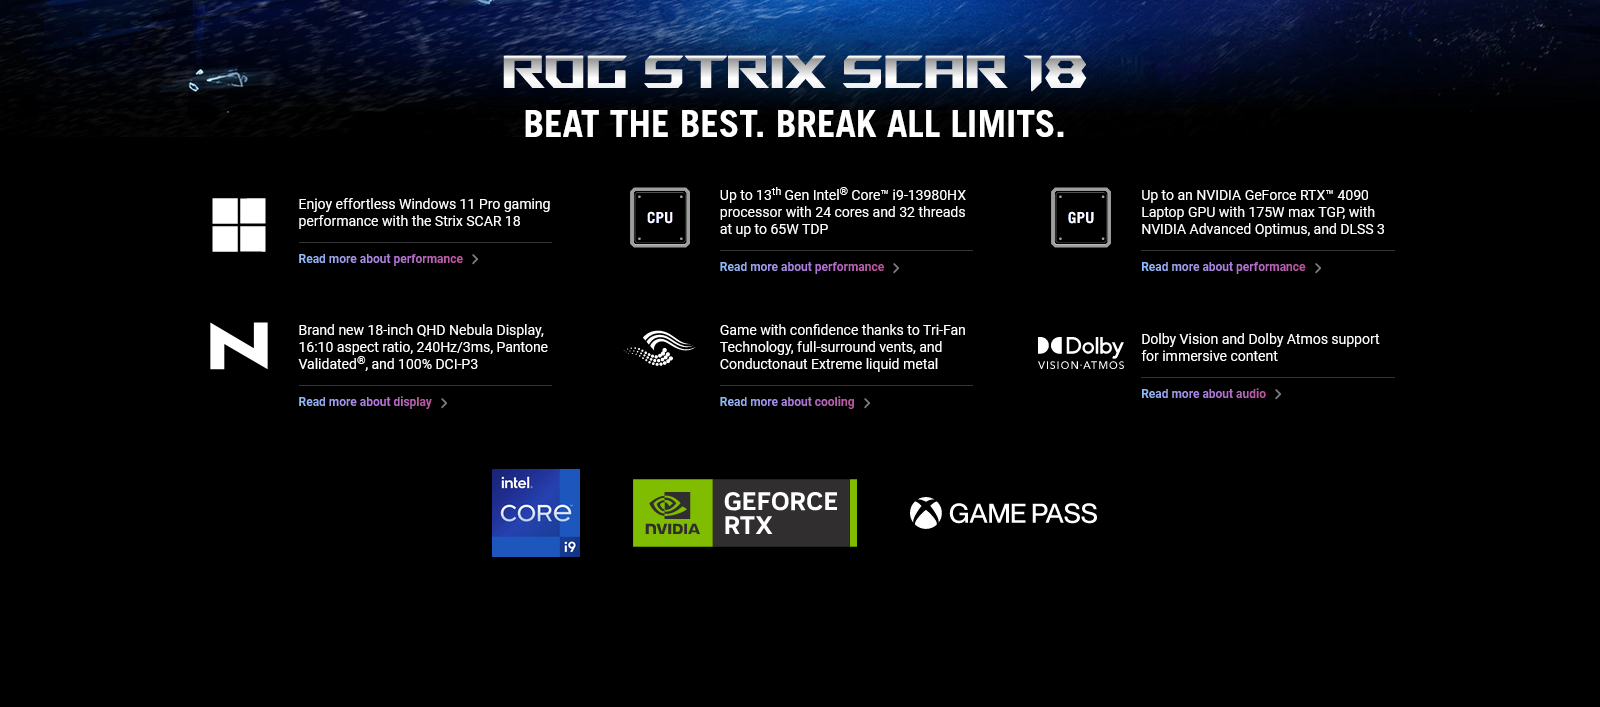 ROG STRIX SCAR 18
BEAT THE BEST. BREAK ALL LIMITS.
Enjoy effortless Windows 11 Pro gaming
performance with the Strix SCAR 18
Read more about performance
CPU
Up to 13th Gen Intel® Core™ i9-13980HX
processor with 24 cores and 32 threads
at up to 65W TDP
Read more about performance
GPU
Up to an NVIDIA GeForce RTX™ 4090
Laptop GPU with 175W max TGP, with
NVIDIA Advanced Optimus, and DLSS 3
Read more about performance
N
Brand new 18-inch QHD Nebula Display,
16:10 aspect ratio, 240Hz/3ms, Pantone
Validated®, and 100% DCI-P3
Read more about display
Game with confidence thanks to Tri-Fan
Technology, full-surround vents, and
Conductonaut Extreme liquid metal
Read more about cooling
Dolby
VISION·ATMOS
Dolby Vision and Dolby Atmos support
for immersive content
Read more about audio
intel.
CORE
i9
NVIDIA
GEFORCE
RTX
GAME PASS